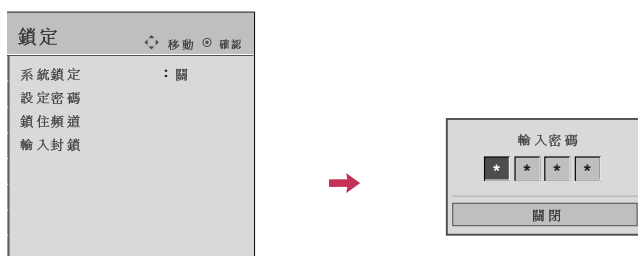 鎖定 移動 ⊙ 確認
系統鎖定 : 關
設定密碼
鎖住頻道
輸入封鎖
輸入密碼
* * * *
關閉